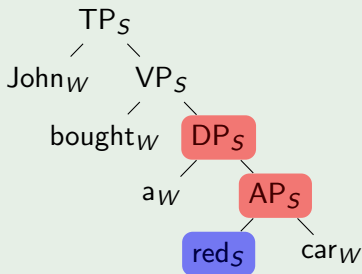 TP_S
John_W VP_S
bought_W DP_S
a_W AP_S
red_S car_W